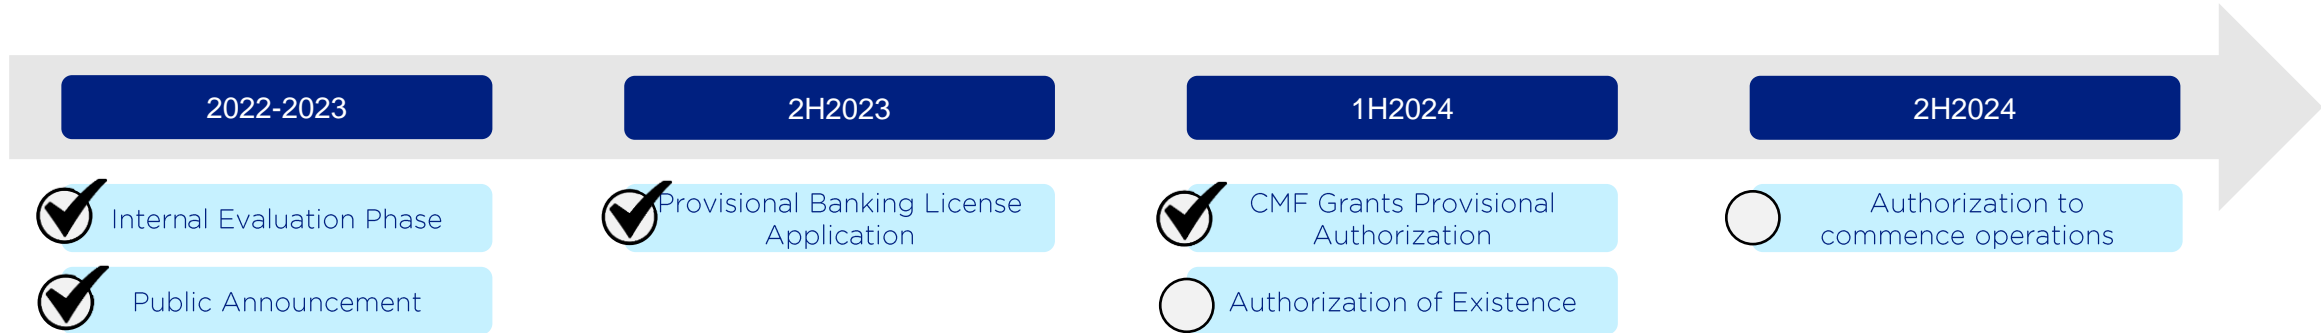 2022-2023
2H2023
1H2024
2H2024
Internal Evaluation Phase
Public Announcement
Provisional Banking License
Application
CMF Grants Provisional
Authorization
Authorization of Existence
Authorization to
commence operations